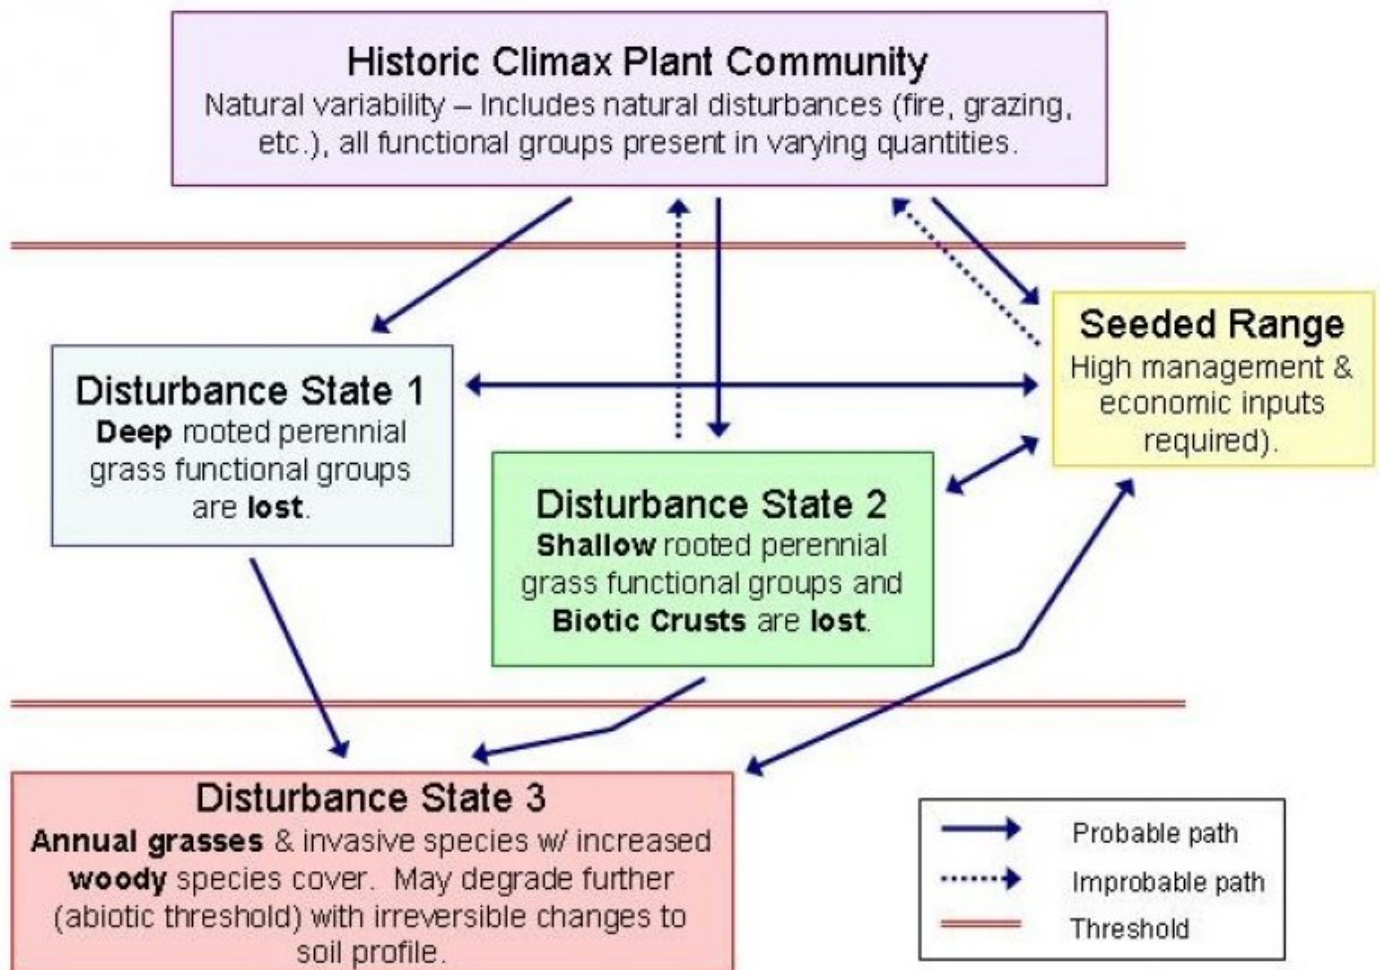 Historic Climax Plant Community
Natural variability – Includes natural disturbances (fire, grazing,
etc.), all functional groups present in varying quantities.
Seeded Range
High management &
economic inputs
required).
Disturbance State 1
Deep rooted perennial
grass functional groups
are lost.
Disturbance State 2
Shallow rooted perennial
grass functional groups and
Biotic Crusts are lost.
Disturbance State 3
Annual grasses & invasive species w/ increased
woody species cover.  May degrade further
(abiotic threshold) with irreversible changes to
soil profile.
Probable path
Improbable path
Threshold